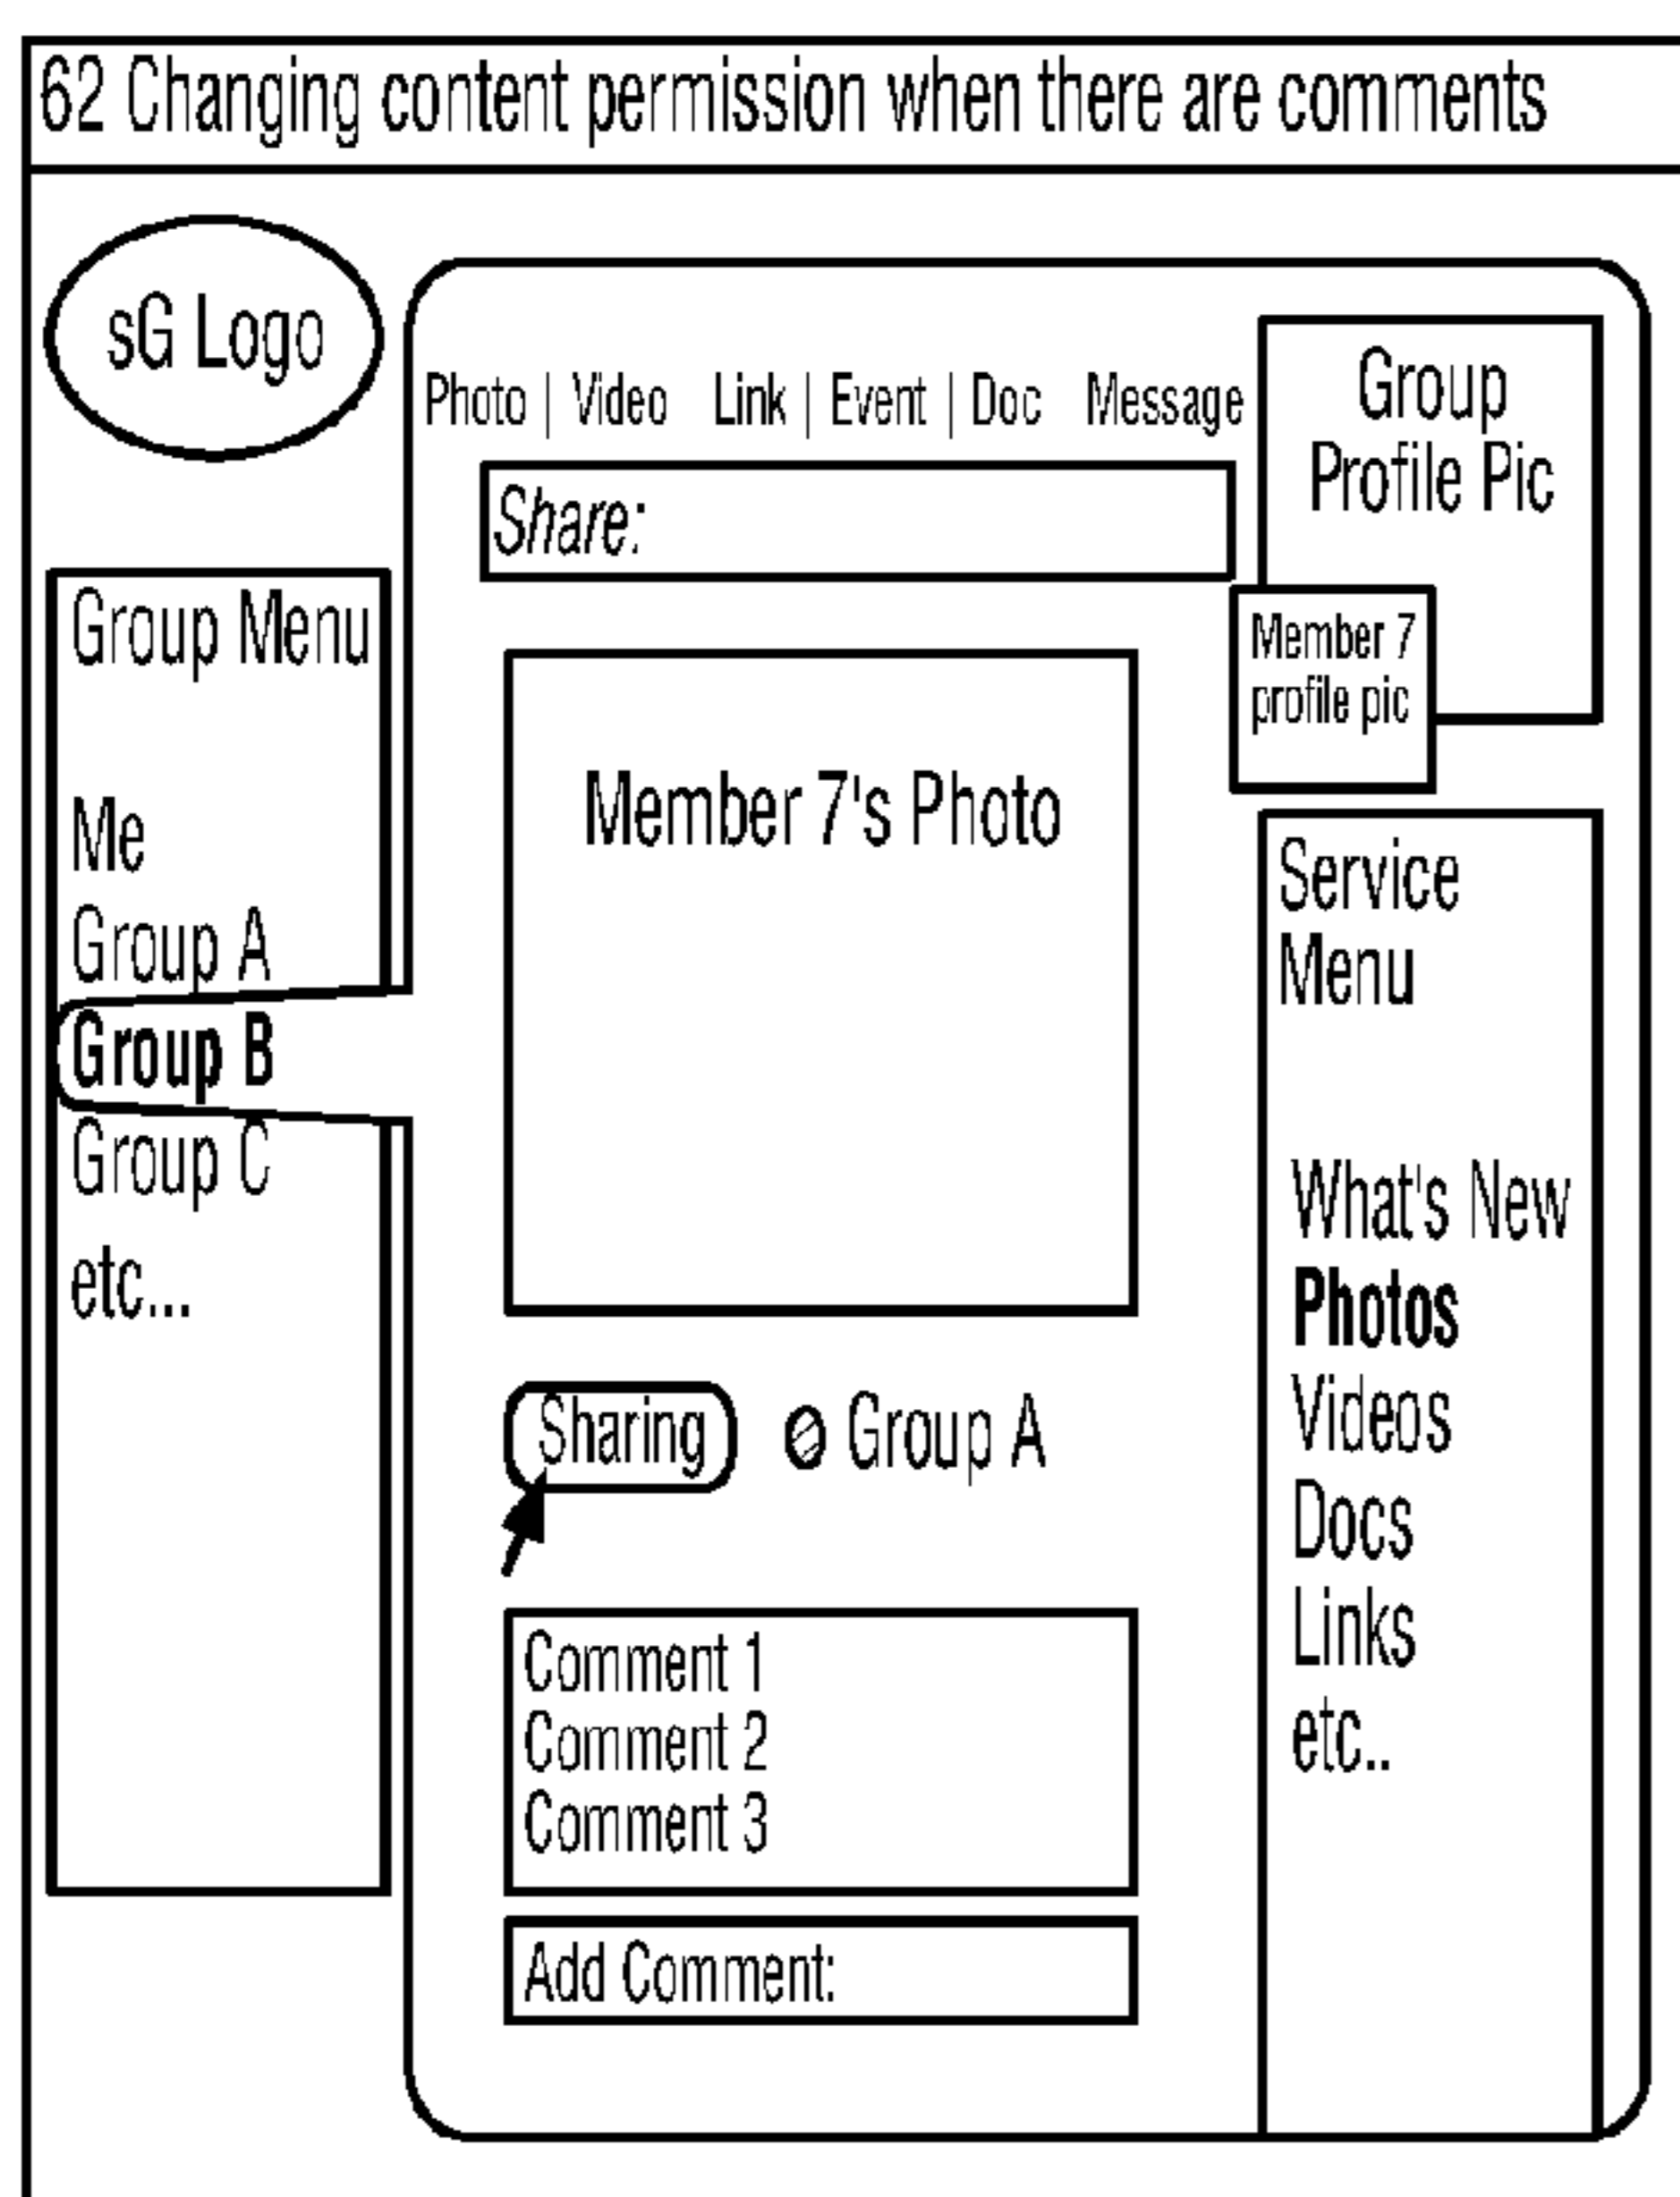 62 Changing content permission when there are comments
sG Logo
Photo | Video Link | Event | Doc Message
Share:
Group
Profile Pic
Member 7
profile pic
Group Menu
Me
Group A
Group B
Group C
etc...
Member 7's Photo
Sharing
Group A
Comment 1
Comment 2
Comment 3
Add Comment:
Service
Menu
What's New
Photos
Videos
Docs
Links
etc..